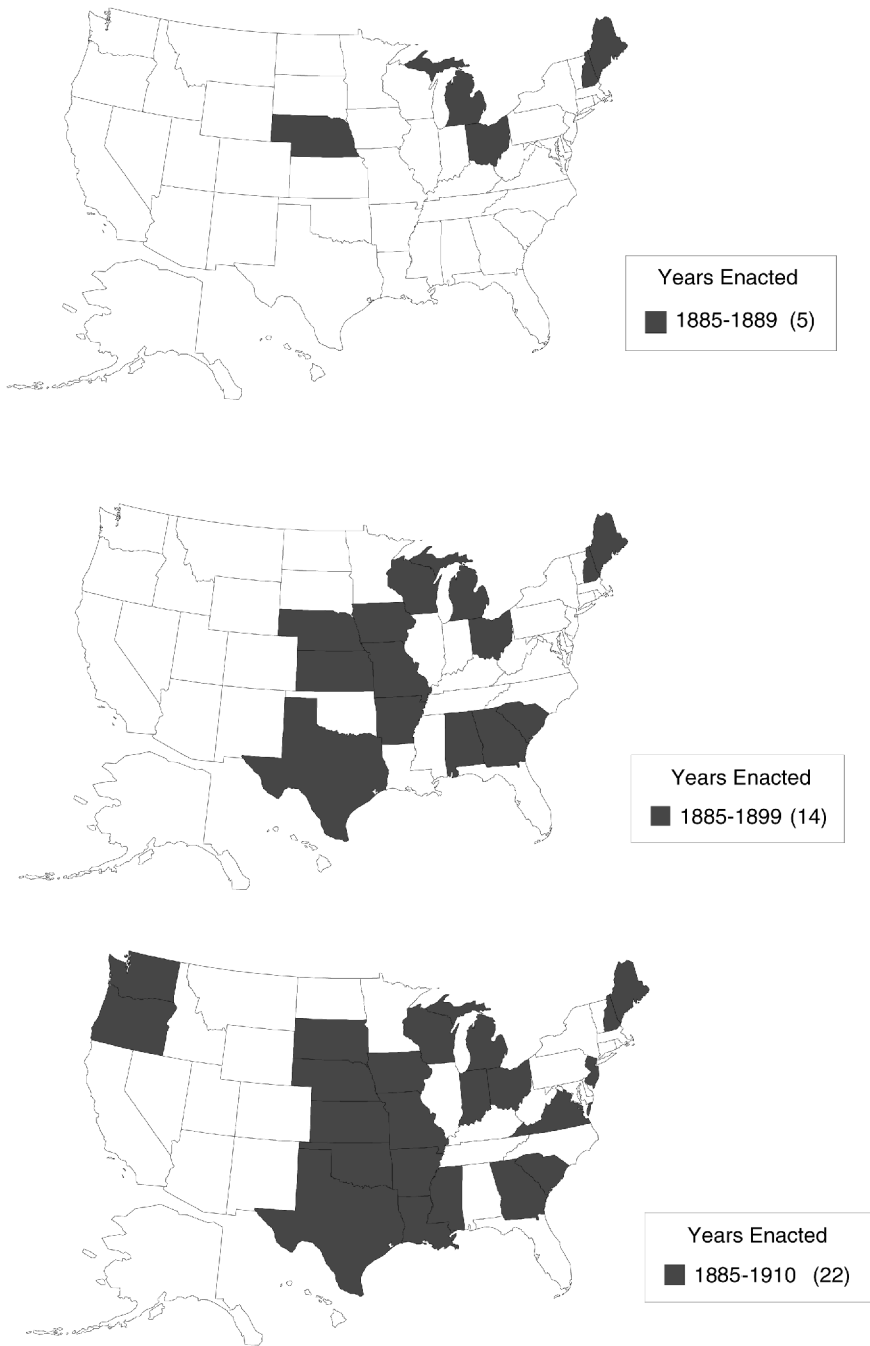 Years Enacted
1885-1889 (5)
Years Enacted
1885-1899 (14)
Years Enacted
1885-1910 (22)